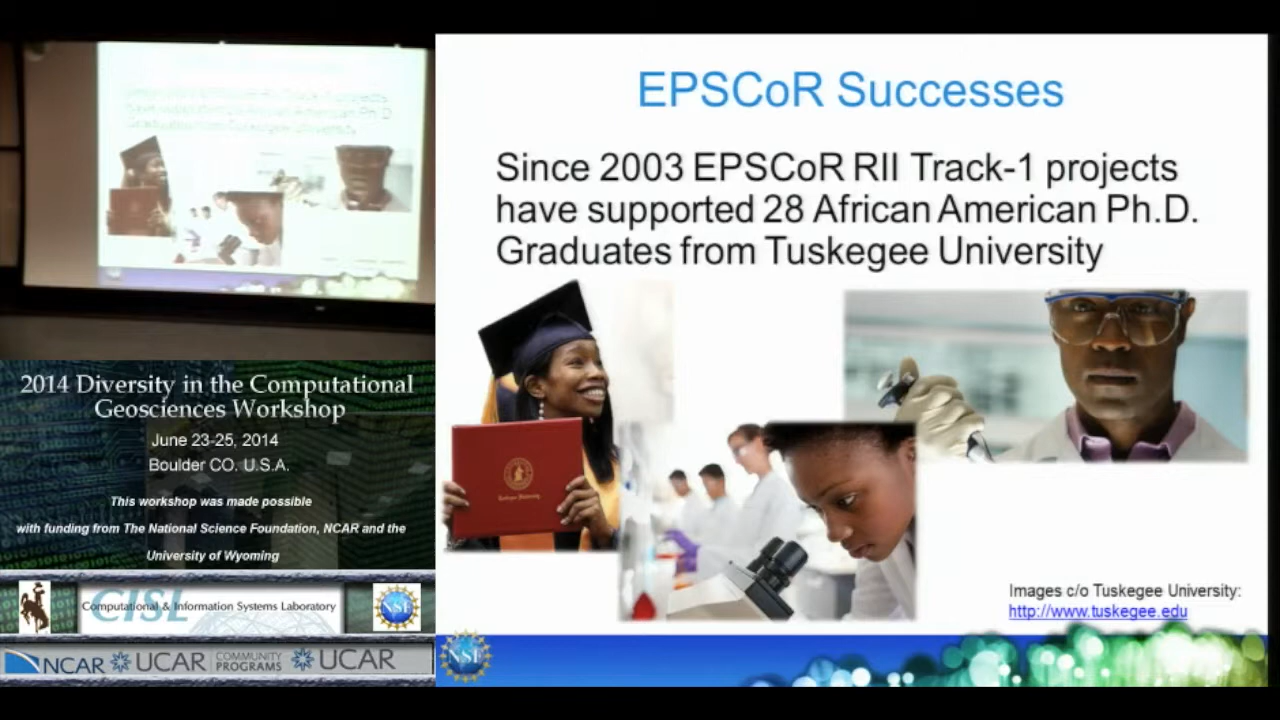 EPSCoR Successes
Since 2003 EPSCoR RII Track-1 projects
have supported 28 African American Ph.D.
Graduates from Tuskegee University
Images c/o Tuskegee University:
http://www.tuskegee.edu
NSF
2014 Diversity in the Computational
Geosciences Workshop
June 23-25, 2014
Boulder CO. U.S.A.
This workshop was made possible
with funding from The National Science Foundation, NCAR and the
University of Wyoming
CISL
Computational & Information Systems Laboratory
NSF
NCAR UCAR COMMUNITY PROGRAMS UCAR